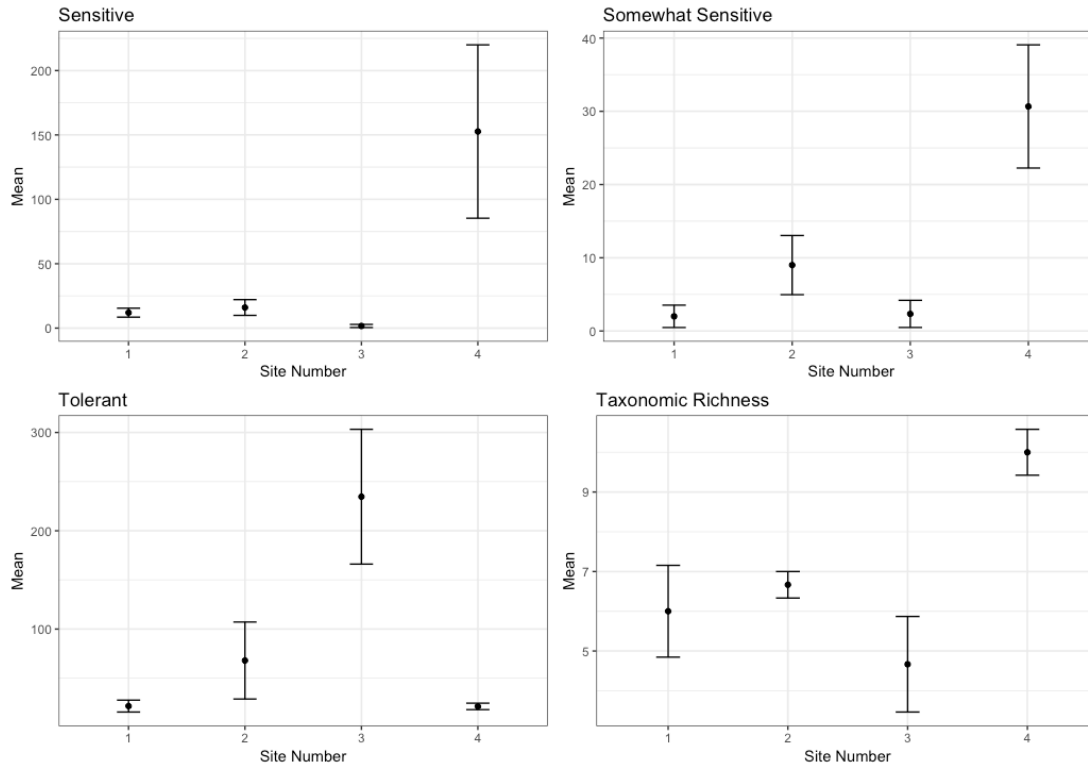 Sensitive
Mean
200
150
100
50
0
1 2 3 4
Site Number
Somewhat Sensitive
Mean
40
30
20
10
0
1 2 3 4
Site Number
Tolerant
Mean
300
200
100
1 2 3 4
Site Number
Taxonomic Richness
Mean
9
7
5
1 2 3 4
Site Number